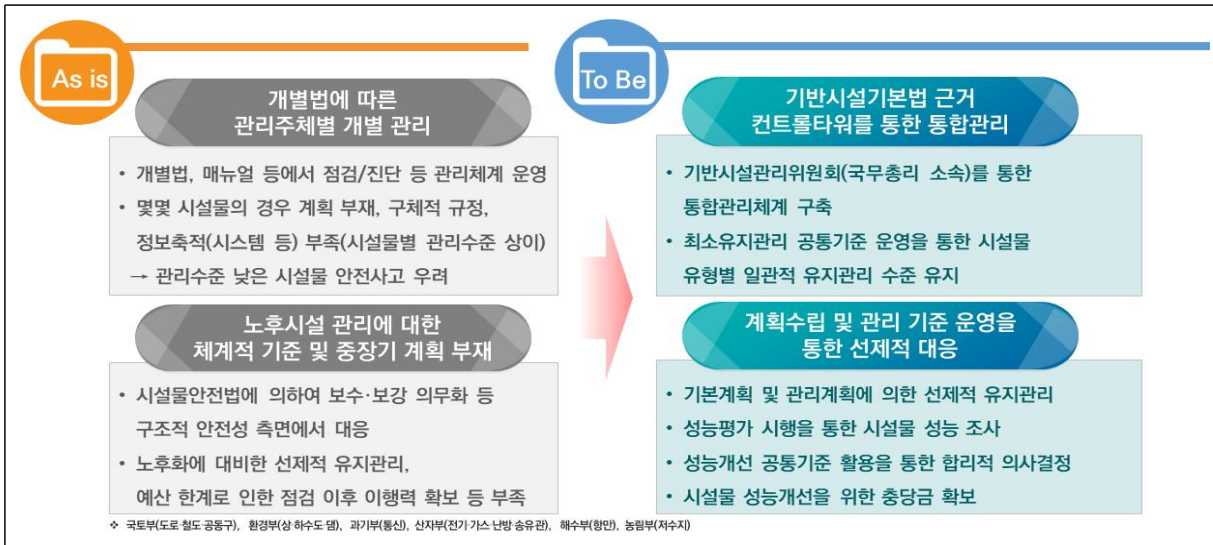 As is
개별법에 따른
관리주체별 개별 관리
• 개별법, 매뉴얼 등에서 점검/진단 등 관리체계 운영
• 몇몇 시설물의 경우 계획 부재, 구체적 규정,
정보축적(시스템 등) 부족(시설물별 관리수준 상이)
→ 관리수준 낮은 시설물 안전사고 우려
노후시설 관리에 대한
체계적 기준 및 중장기 계획 부재
• 시설물안전법에 의하여 보수·보강 의무화 등
구조적 안전성 측면에서 대응
• 노후화에 대비한 선제적 유지관리,
예산 한계로 인한 점검 이후 이행력 확보 등 부족
To Be
기반시설기본법 근거
컨트롤타워를 통한 통합관리
• 기반시설관리위원회(국무총리 소속)를 통한
통합관리체계 구축
• 최소유지관리 공통기준 운영을 통한 시설물
유형별 일관적 유지관리 수준 유지
계획수립 및 관리 기준 운영을
통한 선제적 대응
• 기본계획 및 관리계획에 의한 선제적 유지관리
• 성능평가 시행을 통한 시설물 성능 조사
• 성능개선 공통기준 활용을 통한 합리적 의사결정
• 시설물 성능개선을 위한 충당금 확보
❖ 국토부(도로·철도·공동구), 환경부(상·하수도·댐), 과기부(통신), 산자부(전기·가스·난방·송유관), 해수부(항만), 농림부(저수지)